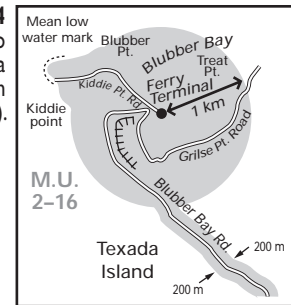 4
o
a
n
).
Mean low
water mark
Blubber
Pt.
Blubber Bay
Treat
Pt.
Kiddie Pt. Rd.
Ferry
Terminal
1 km
Kiddie
point
Grilse Pt. Road
M.U.
2–16
Blubber Bay Rd.
Texada
Island
200 m
200 m